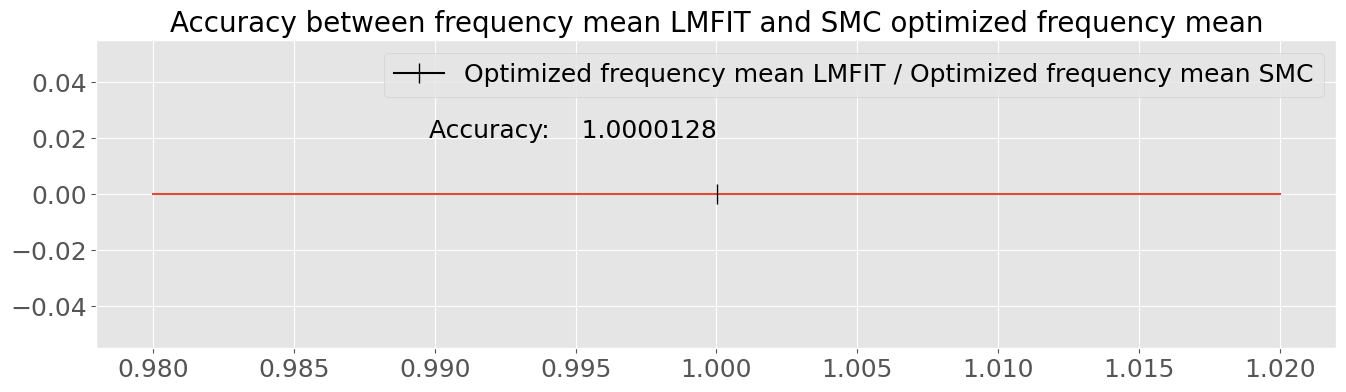 Accuracy between frequency mean LMFIT and SMC optimized frequency mean
Optimized frequency mean LMFIT / Optimized frequency mean SMC
0.04
Accuracy: 1.0000128
0.02
0.00
−0.02
−0.04
0.980 0.985 0.990 0.995 1.000 1.005 1.010 1.015 1.020